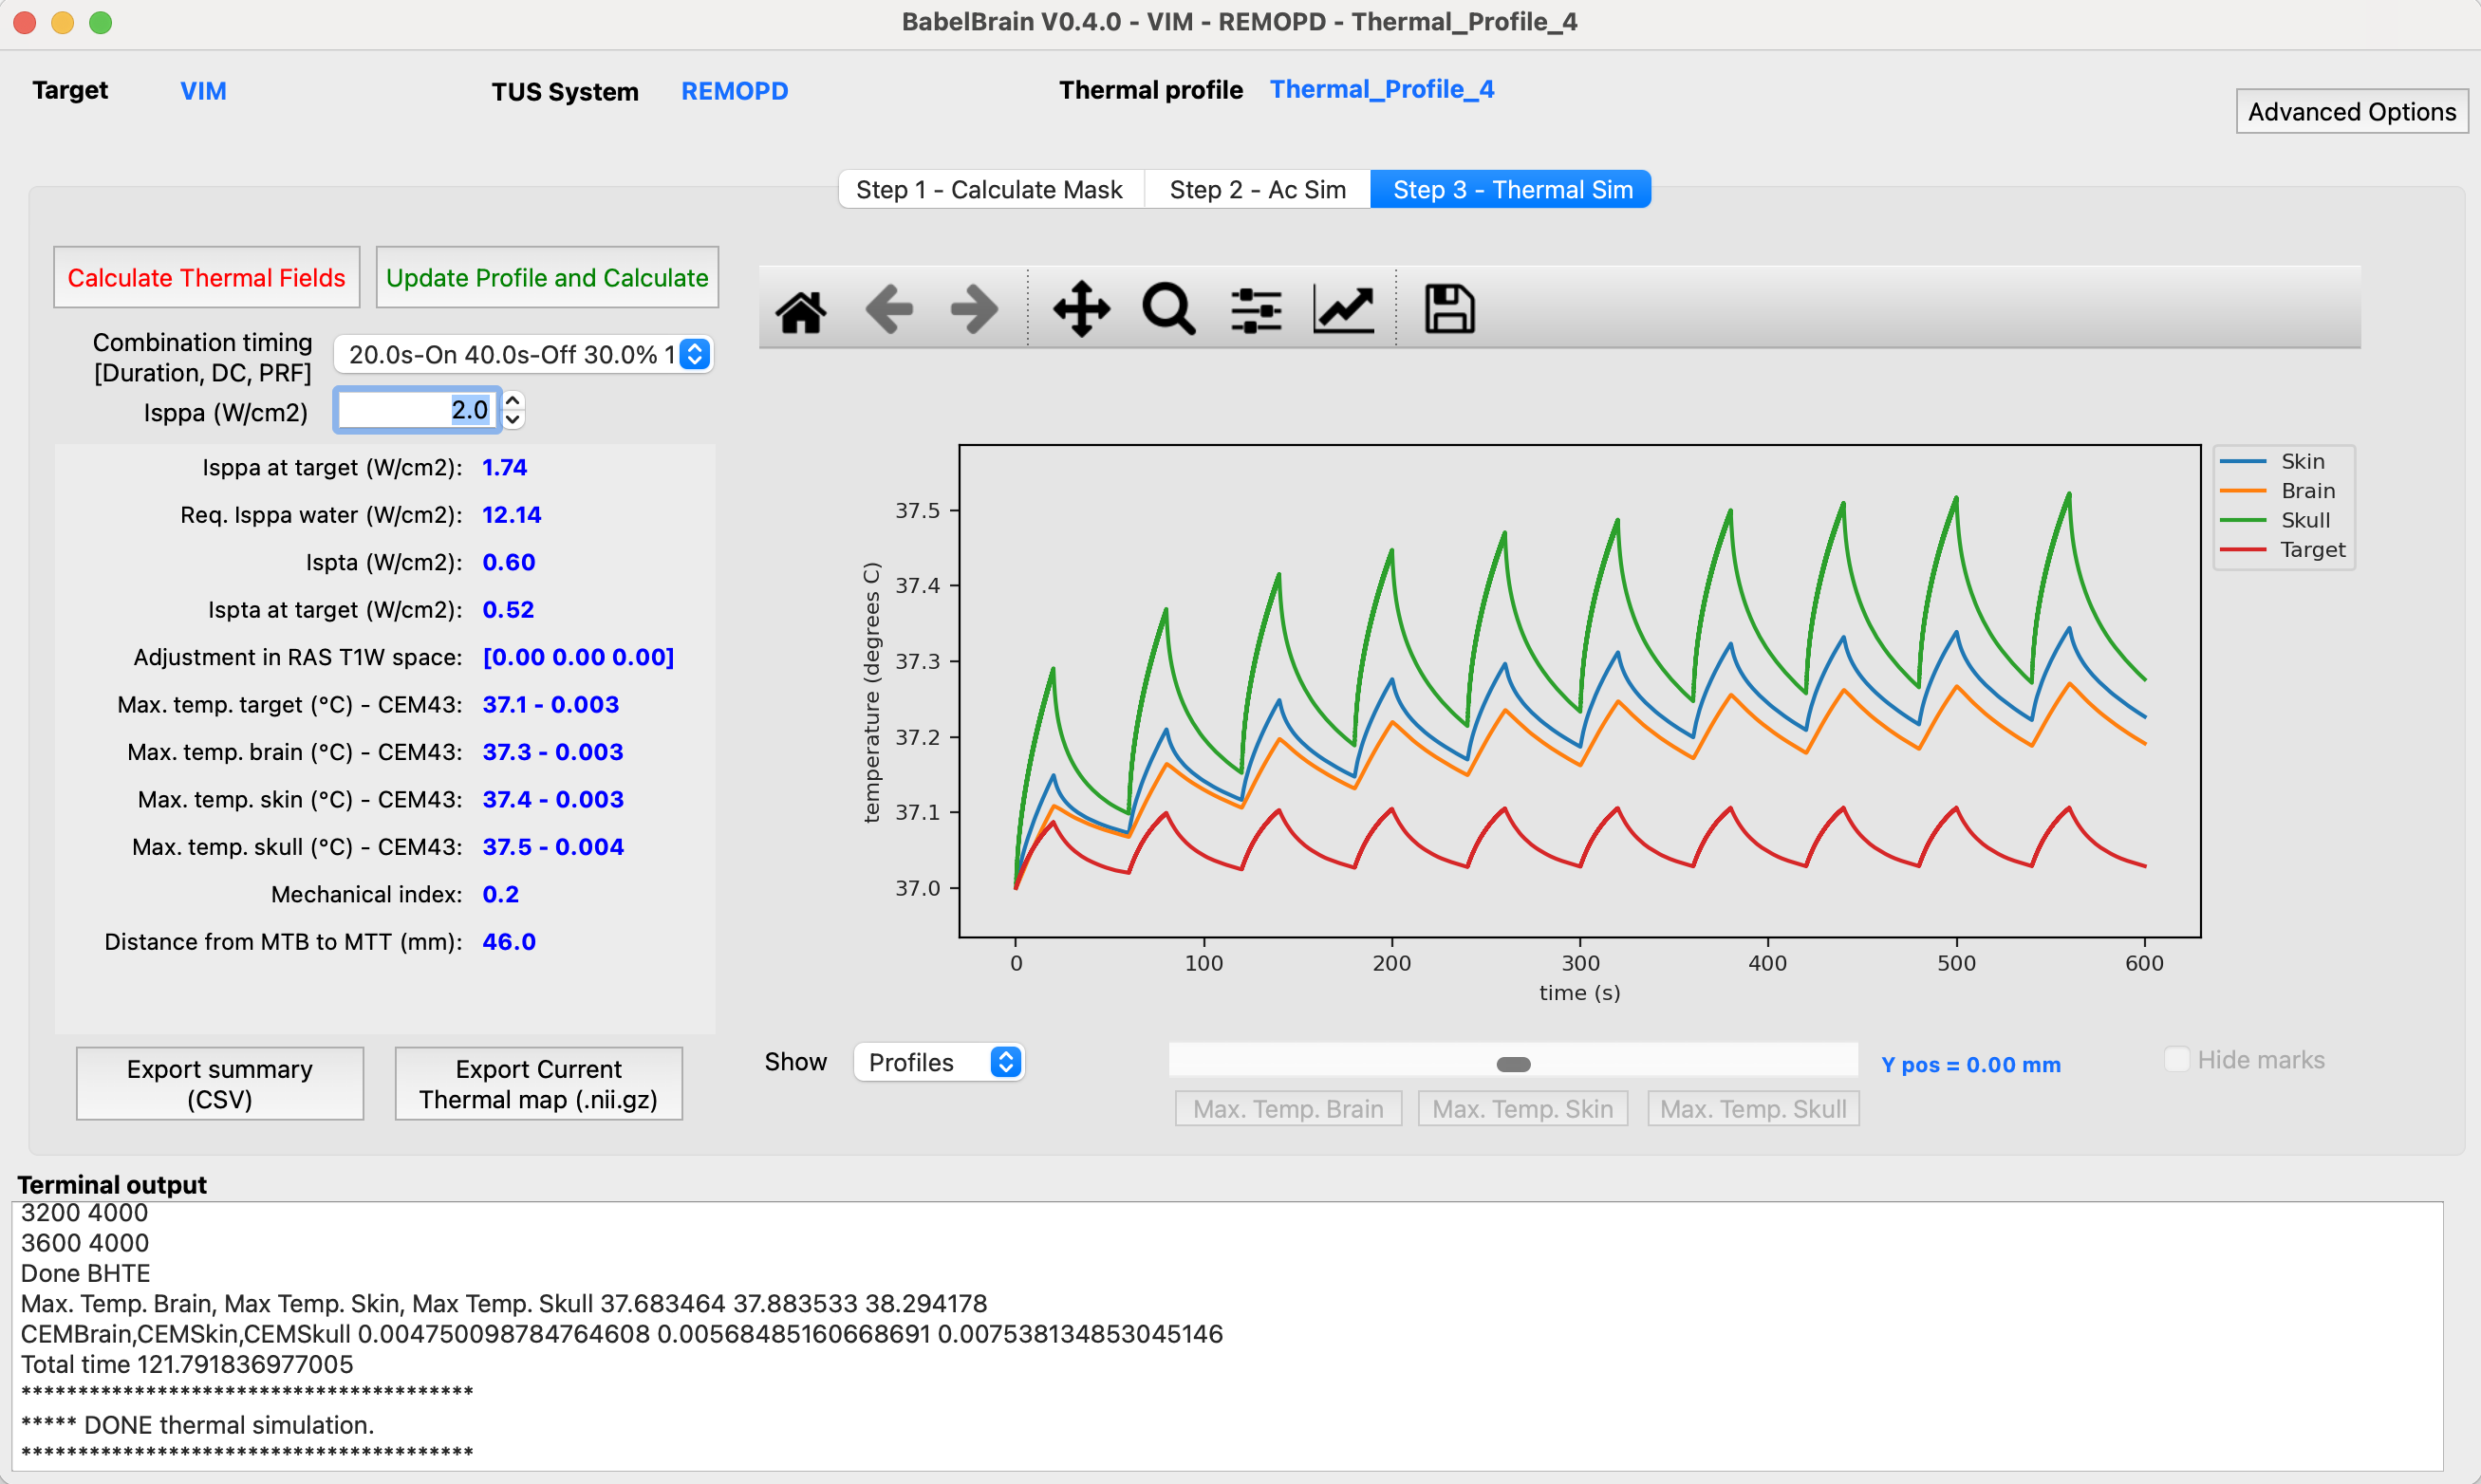 BabelBrain V0.4.0 - VIM - REMOPD - Thermal_Profile_4
Target VIM TUS System REMOPD Thermal profile Thermal_Profile_4
Advanced Options
Step 1 - Calculate Mask Step 2 - Ac Sim Step 3 - Thermal Sim
Calculate Thermal Fields Update Profile and Calculate
Combination timing
[Duration, DC, PRF]
20.0s-On 40.0s-Off 30.0% 1
Isppa (W/cm2) 2.0
Isppa at target (W/cm2): 1.74
Req. Isppa water (W/cm2): 12.14
Ispta (W/cm2): 0.60
Ispta at target (W/cm2): 0.52
Adjustment in RAS T1W space: [0.00 0.00 0.00]
Max. temp. target (°C) - CEM43: 37.1 - 0.003
Max. temp. brain (°C) - CEM43: 37.3 - 0.003
Max. temp. skin (°C) - CEM43: 37.4 - 0.003
Max. temp. skull (°C) - CEM43: 37.5 - 0.004
Mechanical index: 0.2
Distance from MTB to MTT (mm): 46.0
Export summary
(CSV)
Export Current
Thermal map (.nii.gz)
temperature (degrees C)
37.5
37.4
37.3
37.2
37.1
37.0
0 100 200 300 400 500 600
time (s)
Skin
Brain
Skull
Target
Show Profiles
Y pos = 0.00 mm
Hide marks
Max. Temp. Brain Max. Temp. Skin Max. Temp. Skull
Terminal output
3200 4000
3600 4000
Done BHTE
Max. Temp. Brain, Max Temp. Skin, Max Temp. Skull 37.683464 37.883533 38.294178
CEMBrain,CEMSkin,CEMSkull 0.004750098784764608 0.00568485160668691 0.007538134853045146
Total time 121.791836977005
****************************************
***** DONE thermal simulation.
****************************************